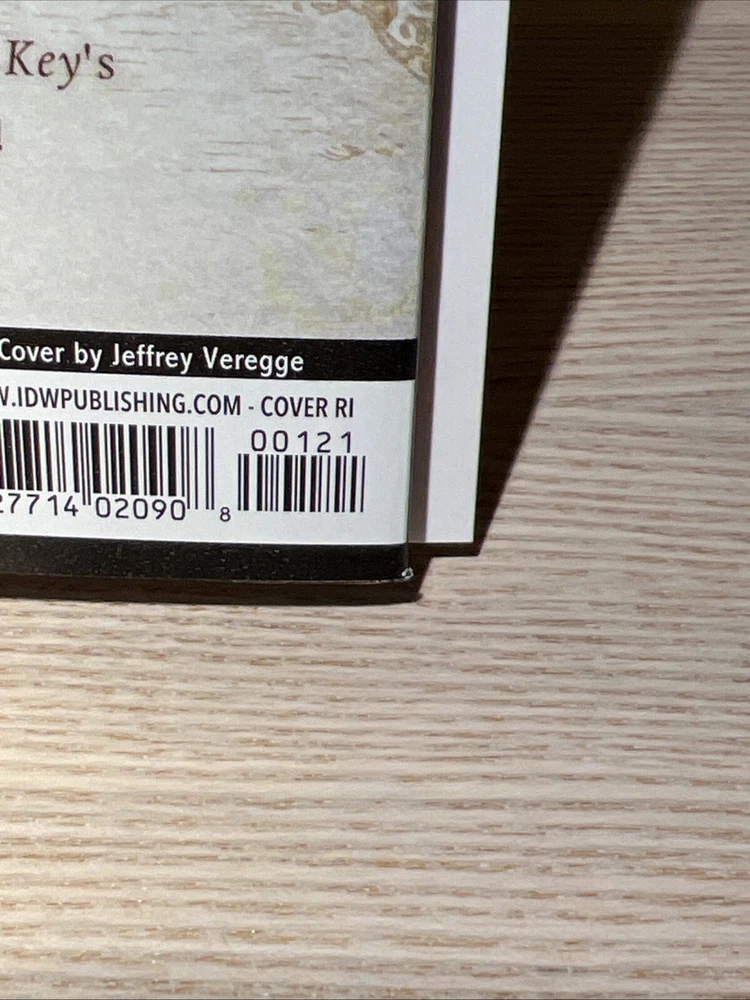 Key's
Cover by Jeffrey Veregge
W.IDWPUBLISHING.COM - COVER RI
00121
27714 02090 8